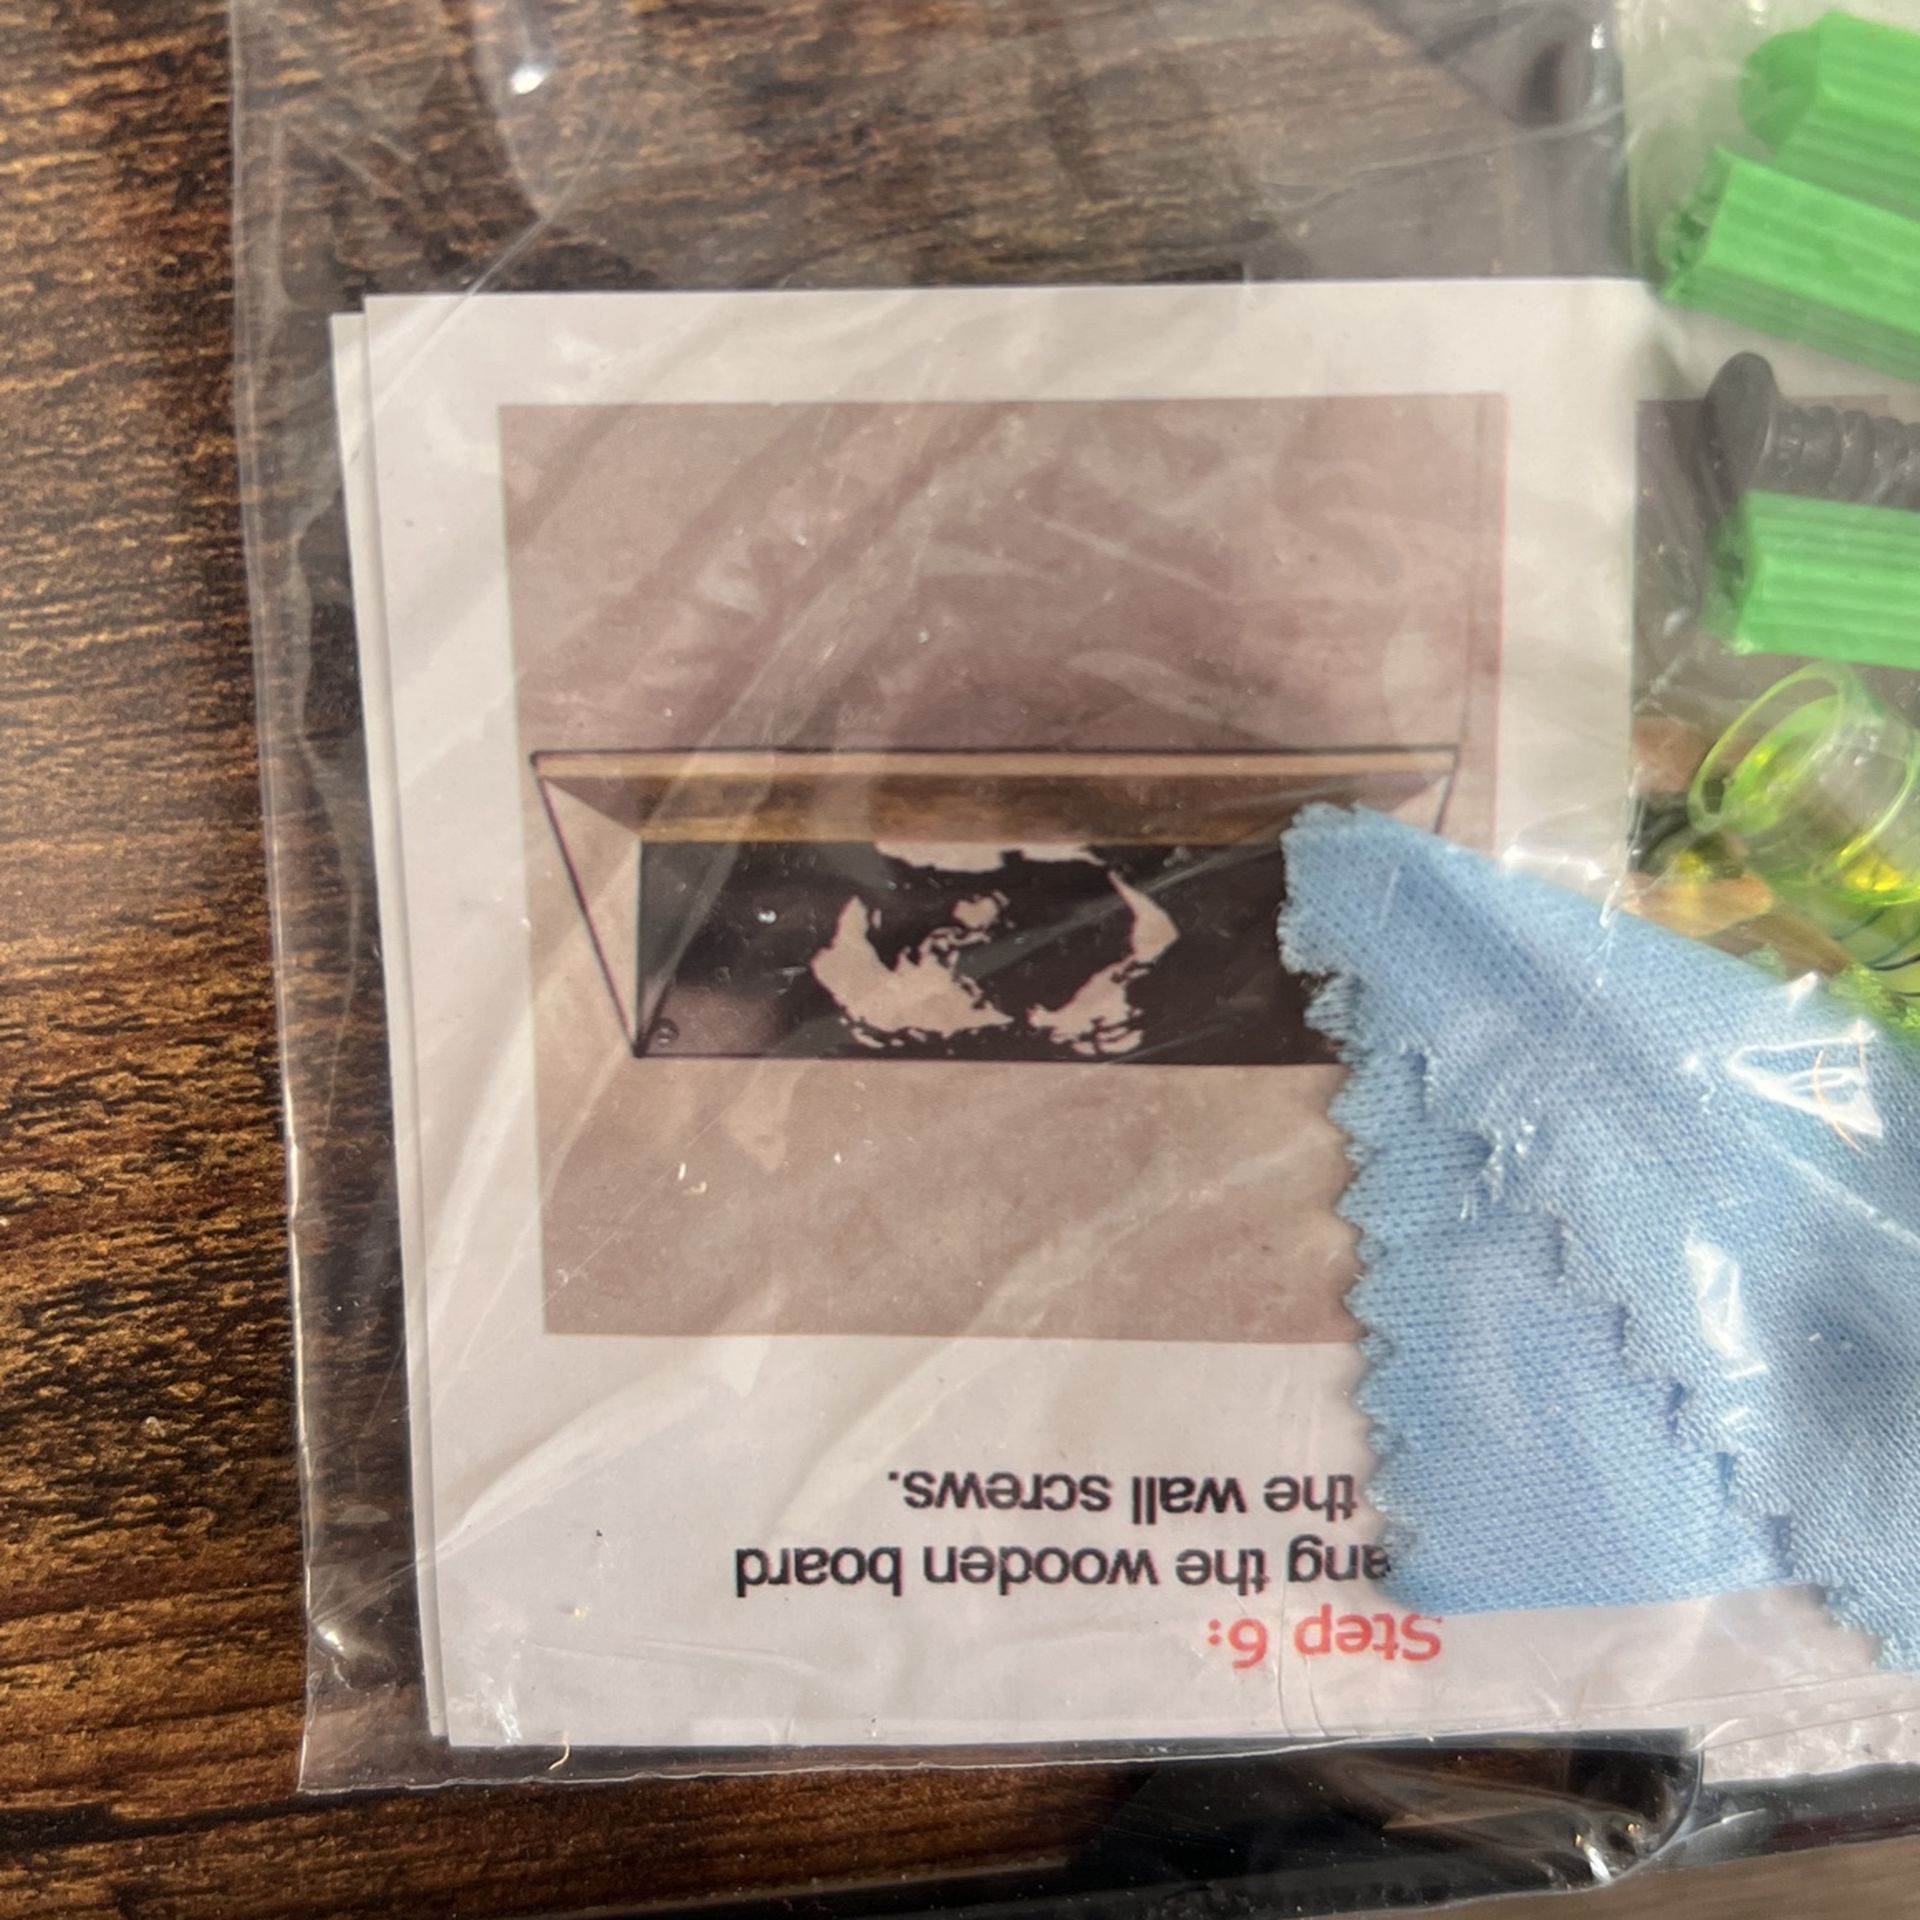 Step 6:
ang the wooden board
the wall screws.